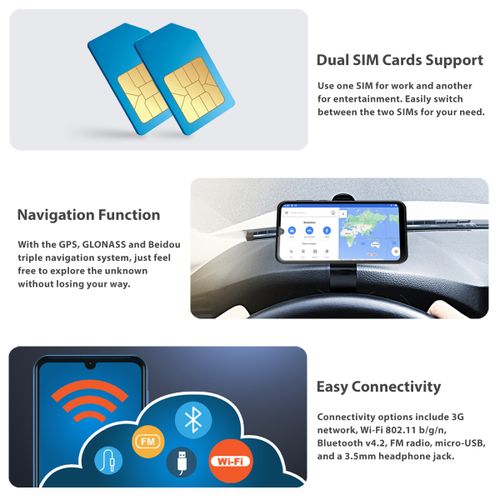 Dual SIM Cards Support
Use one SIM for work and another
for entertainment. Easily switch
between the two SIMs for your need.
Navigation Function
With the GPS, GLONASS and Beidou
triple navigation system, just feel
free to explore the unknown
without losing your way.
FM
Wi-Fi
Easy Connectivity
Connectivity options include 3G
network, Wi-Fi 802.11 b/g/n,
Bluetooth v4.2, FM radio, micro-USB,
and a 3.5mm headphone jack.